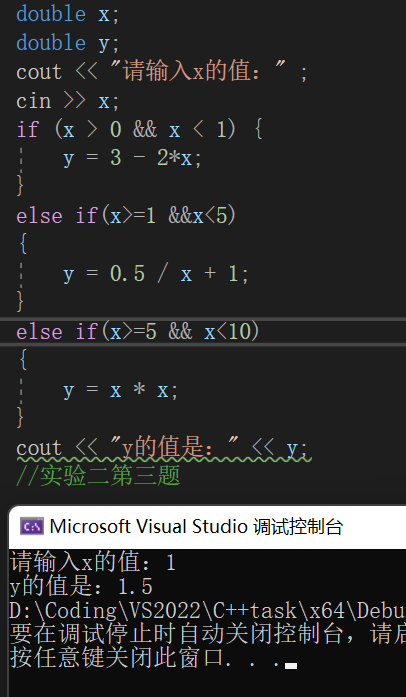 double x;
double y;
cout << "请输入x的值：" ;
cin >> x;
if (x > 0 && x < 1) {
y = 3 - 2*x;
}
else if(x>=1 &&x<5)
{
y = 0.5 / x + 1;
}
else if(x>=5 && x<10)
{
y = x * x;
}
cout << "y的值是：" << y;
//实验二第三题
C:\ Microsoft Visual Studio 调试控制台
请输入x的值：1
y的值是：1.5
D:\Coding\VS2022\C++task\x64\Debu
要在调试停止时自动关闭控制台，请启
按任意键关闭此窗口. . .